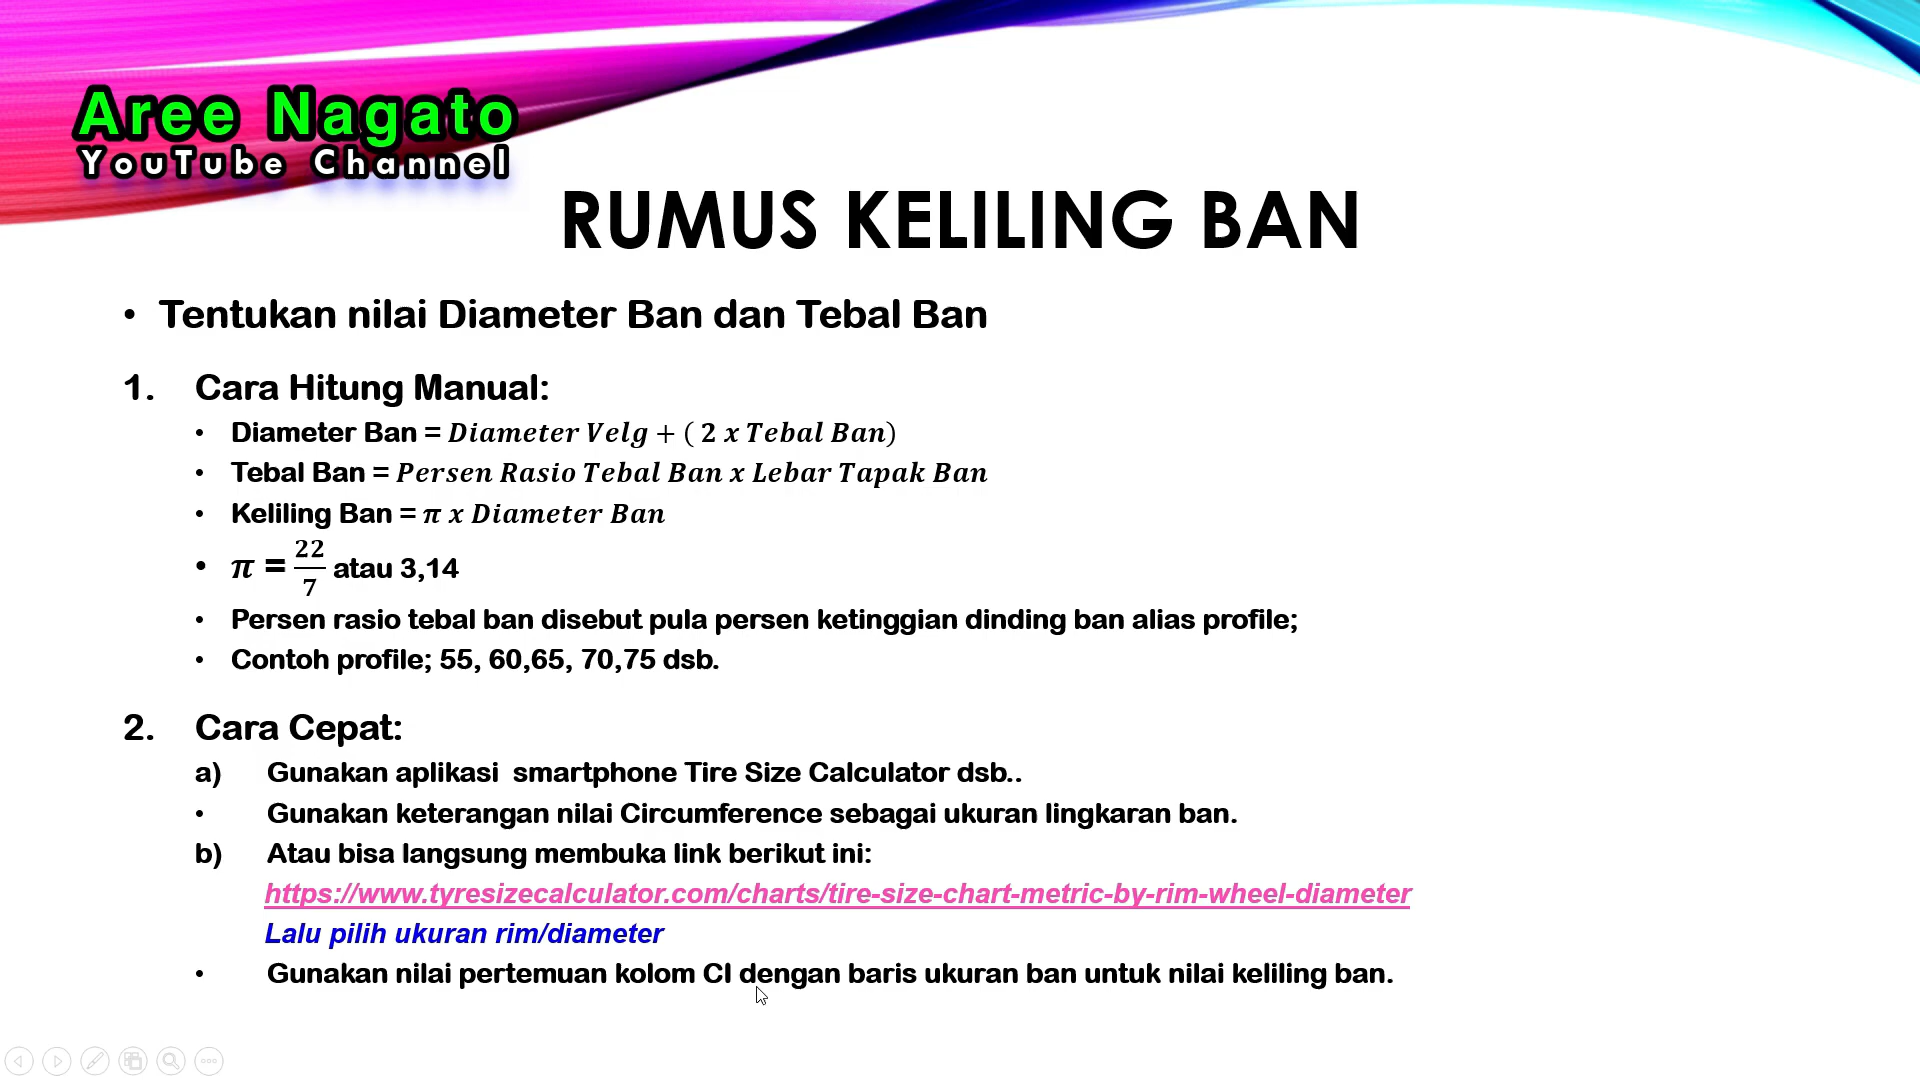 Aree Nagato
YouTube Channel
RUMUS KELILING BAN
• Tentukan nilai Diameter Ban dan Tebal Ban
1. Cara Hitung Manual:
• Diameter Ban = Diameter Velg + ( 2 x Tebal Ban)
• Tebal Ban = Persen Rasio Tebal Ban x Lebar Tapak Ban
• Keliling Ban = π x Diameter Ban
• π = 22/7 atau 3,14
• Persen rasio tebal ban disebut pula persen ketinggian dinding ban alias profile;
• Contoh profile; 55, 60,65, 70,75 dsb.
2. Cara Cepat:
a) Gunakan aplikasi smartphone Tire Size Calculator dsb..
• Gunakan keterangan nilai Circumference sebagai ukuran lingkaran ban.
b) Atau bisa langsung membuka link berikut ini:
https://www.tyresizecalculator.com/charts/tire-size-chart-metric-by-rim-wheel-diameter
Lalu pilih ukuran rim/diameter
• Gunakan nilai pertemuan kolom CI dengan baris ukuran ban untuk nilai keliling ban.